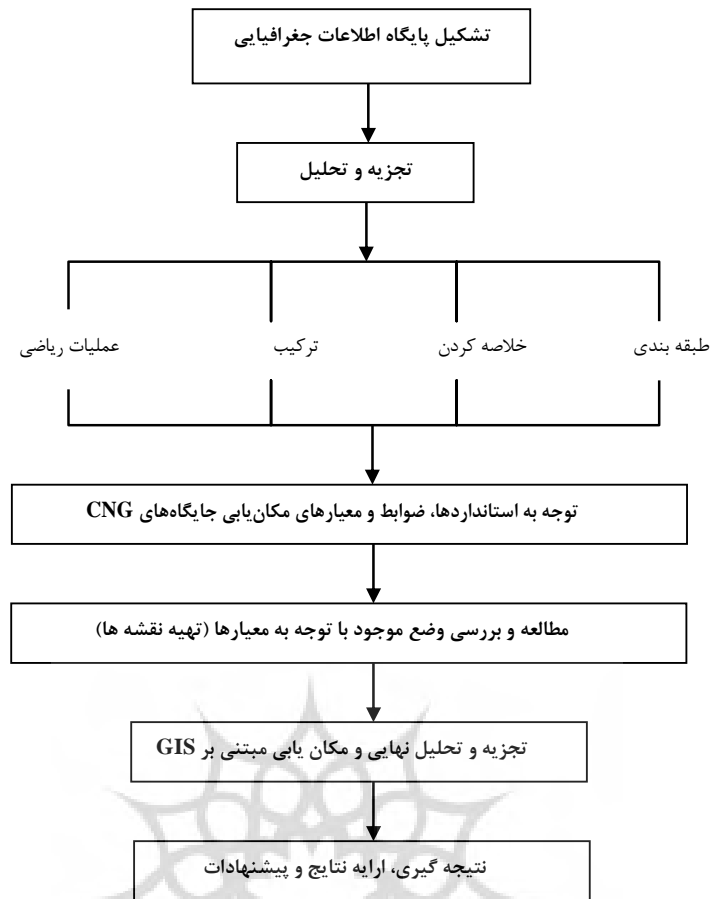 تشکیل پایگاه اطلاعات جغرافیایی
تجزیه و تحلیل
طبقه بندی
خلاصه کردن
ترکیب
عملیات ریاضی
توجه به استانداردها، ضوابط و معیارهای مکان‌یابی جایگاه‌های CNG
مطالعه و بررسی وضع موجود با توجه به معیارها (تهیه نقشه ها)
تجزیه و تحلیل نهایی و مکان یابی مبتنی بر GIS
نتیجه گیری، ارایه نتایج و پیشنهادات